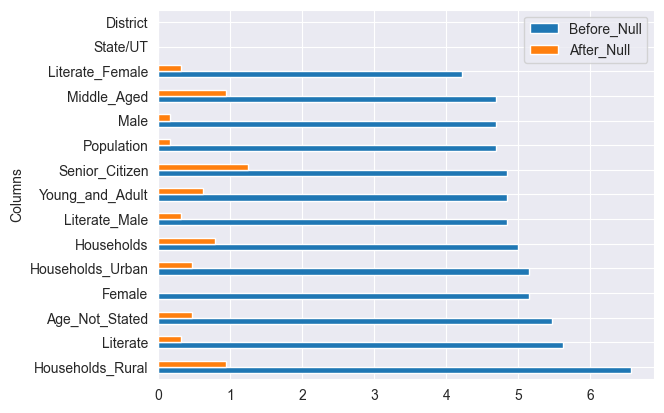 Before_Null
After_Null
Columns
District
State/UT
Literate_Female
Middle_Aged
Male
Population
Senior_Citizen
Young_and_Adult
Literate_Male
Households
Households_Urban
Female
Age_Not_Stated
Literate
Households_Rural
0 1 2 3 4 5 6